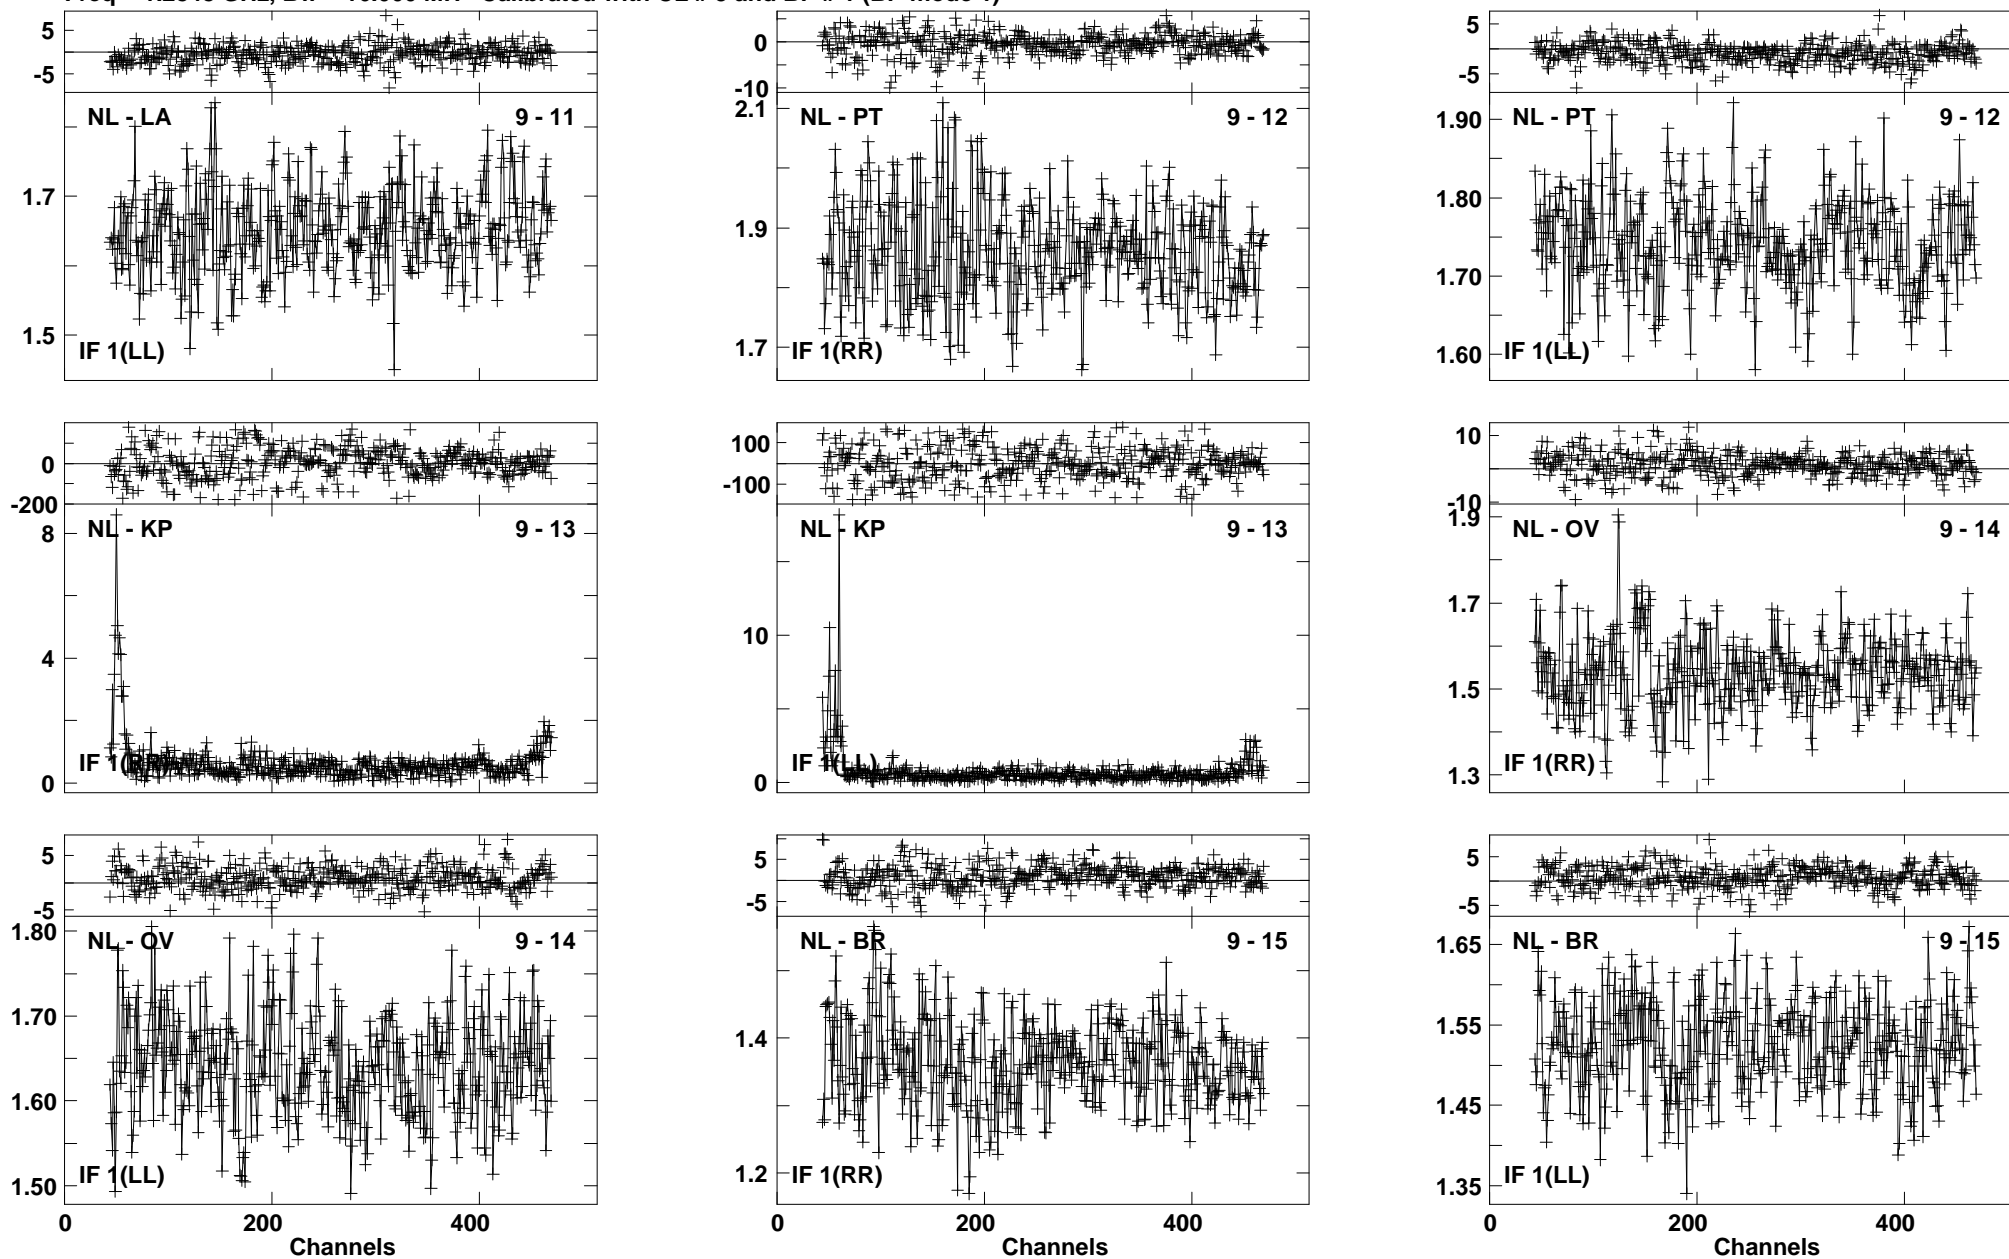 5
0
5
-5
-10
-5
2.1
NL - LA 9 - 11
NL - PT 9 - 12
NL - PT 9 - 12
1.90
1.7
1.9
1.80
1.70
1.5
1.7
1.60
IF 1(LL)
IF 1(RR)
IF 1(LL)
0
100
10
-200
-100
-10
1.9
8
NL - KP 9 - 13
NL - KP 9 - 13
NL - OV 9 - 14
4
10
1.7
1.5
0
0
1.3
IF 1(RR)
IF 1(LL)
IF 1(RR)
5
5
5
-5
-5
-5
1.80
NL - OV 9 - 14
NL - BR 9 - 15
NL - BR 9 - 15
1.65
1.70
1.4
1.55
1.60
1.45
1.50
1.2
1.35
IF 1(LL)
IF 1(RR)
IF 1(LL)
0 200 400
200 400
0 200 400
Channels
Channels
Channels